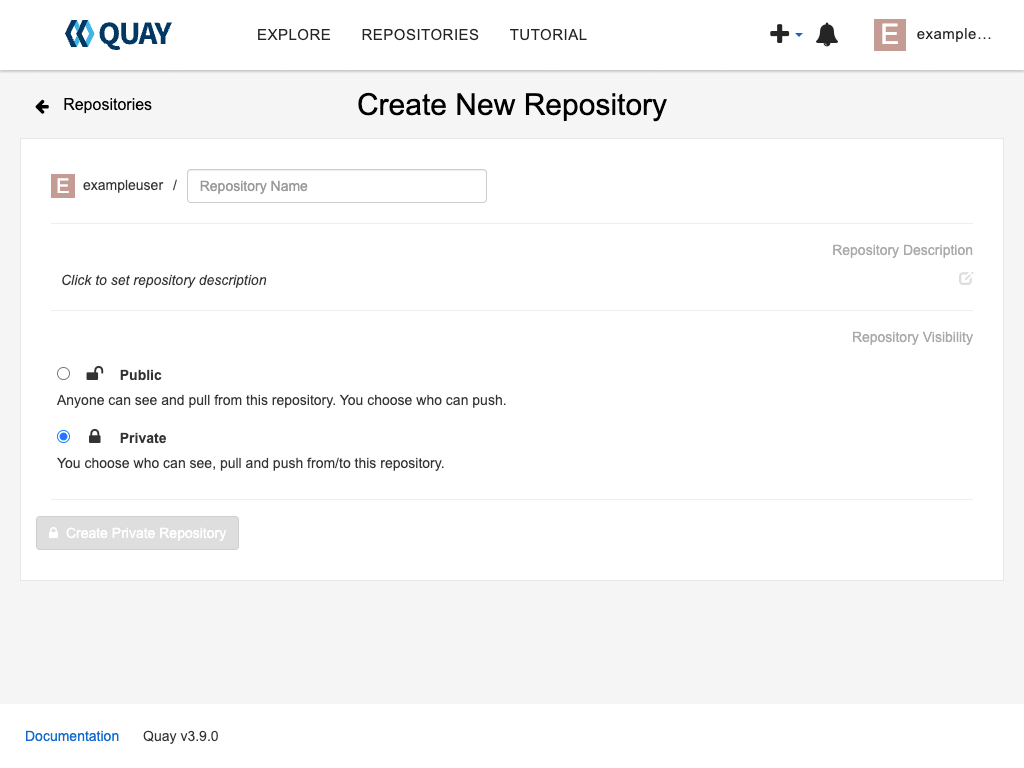 QUAY EXPLORE REPOSITORIES TUTORIAL E example...
Repositories
Create New Repository
E exampleuser / Repository Name
Repository Description
Click to set repository description
Repository Visibility
Public
Anyone can see and pull from this repository. You choose who can push.
Private
You choose who can see, pull and push from/to this repository.
Create Private Repository
Documentation Quay v3.9.0